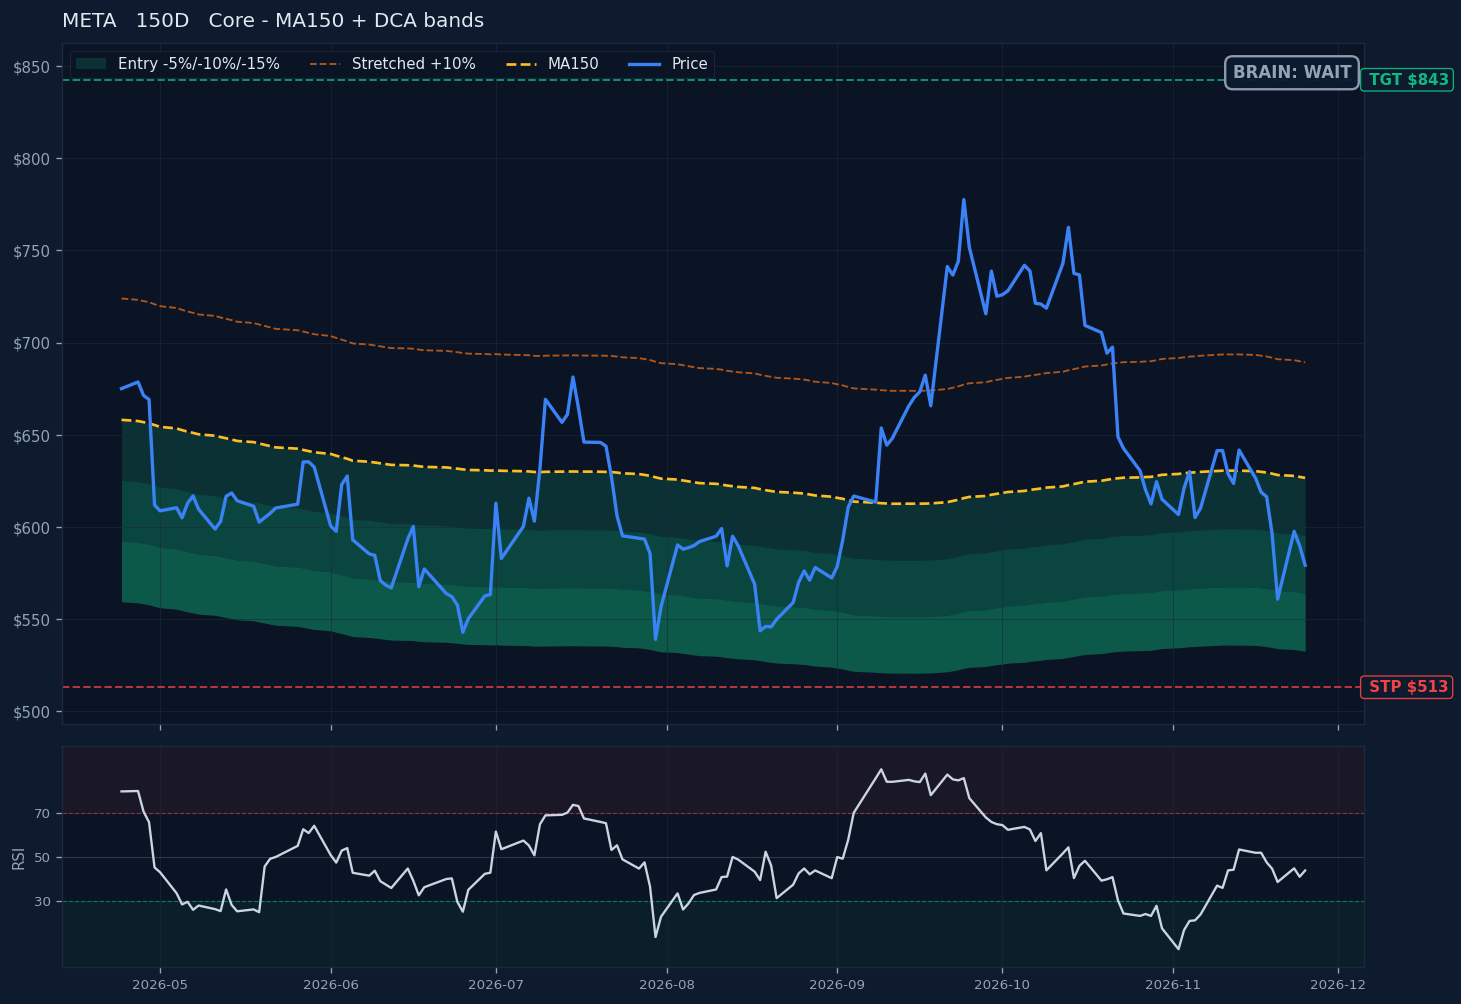 META   150D   Core - MA150 + DCA bands
Entry -5%/-10%/-15%
Stretched +10%
MA150
Price
BRAIN: WAIT
TGT $843
$850
$800
$750
$700
$650
$600
$550
$500
STP $513
RSI
70
50
30
2026-05
2026-06
2026-07
2026-08
2026-09
2026-10
2026-11
2026-12